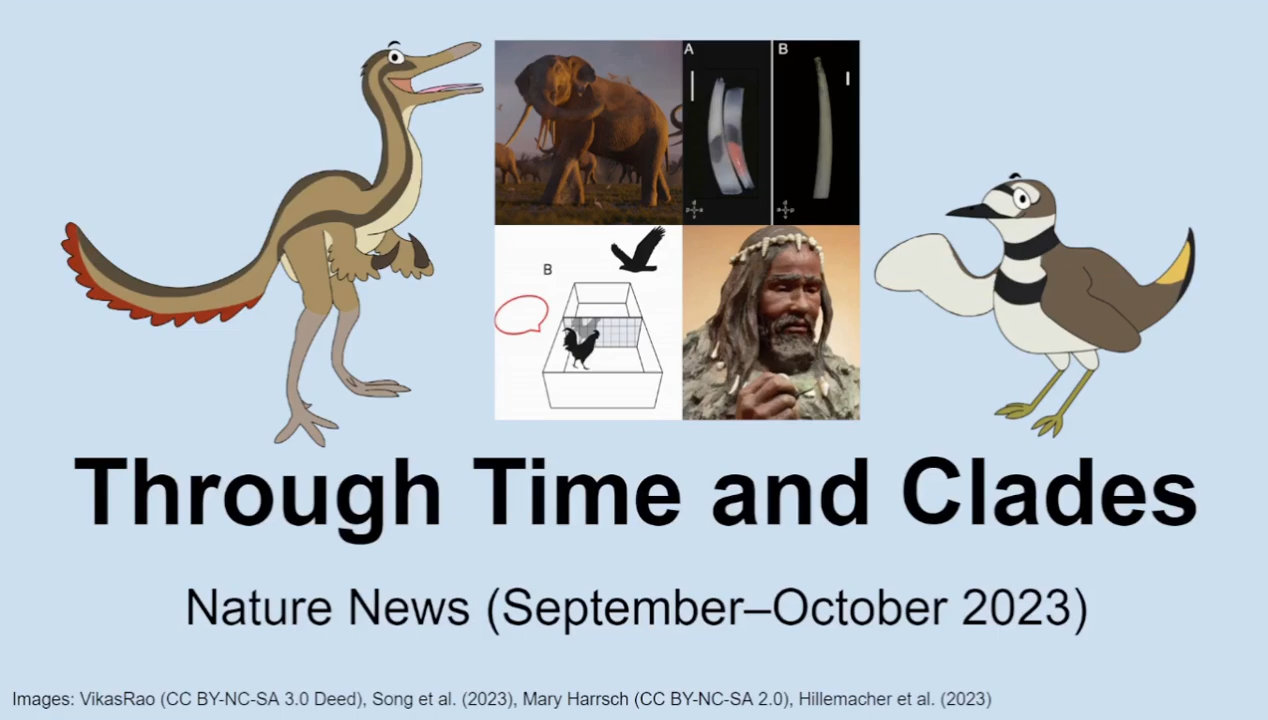 A B
B
Through Time and Clades
Nature News (September–October 2023)
Images: VikasRao (CC BY-NC-SA 3.0 Deed), Song et al. (2023), Mary Harrsch (CC BY-NC-SA 2.0), Hillemacher et al. (2023)